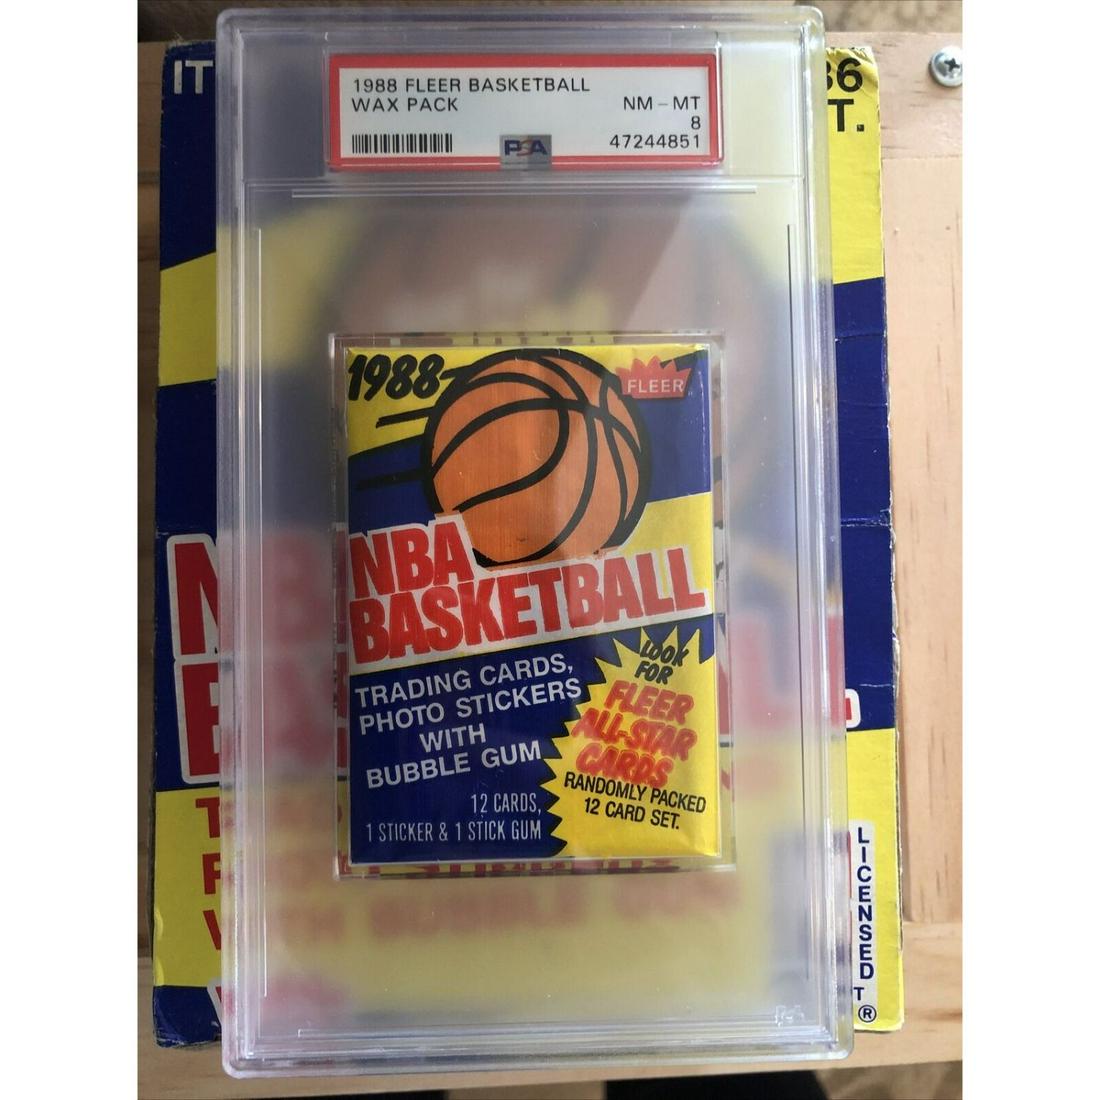 IT
36
T.
1988 FLEER BASKETBALL
WAX PACK
NM – MT
8
PSA
47244851
1988
FLEER
NBA
BASKETBALL
TRADING CARDS,
PHOTO STICKERS
WITH
BUBBLE GUM
12 CARDS,
1 STICKER & 1 STICK GUM
LOOK
FOR
FLEER
ALL-STAR
CARDS
RANDOMLY PACKED
12 CARD SET.
LICENSED
T ®